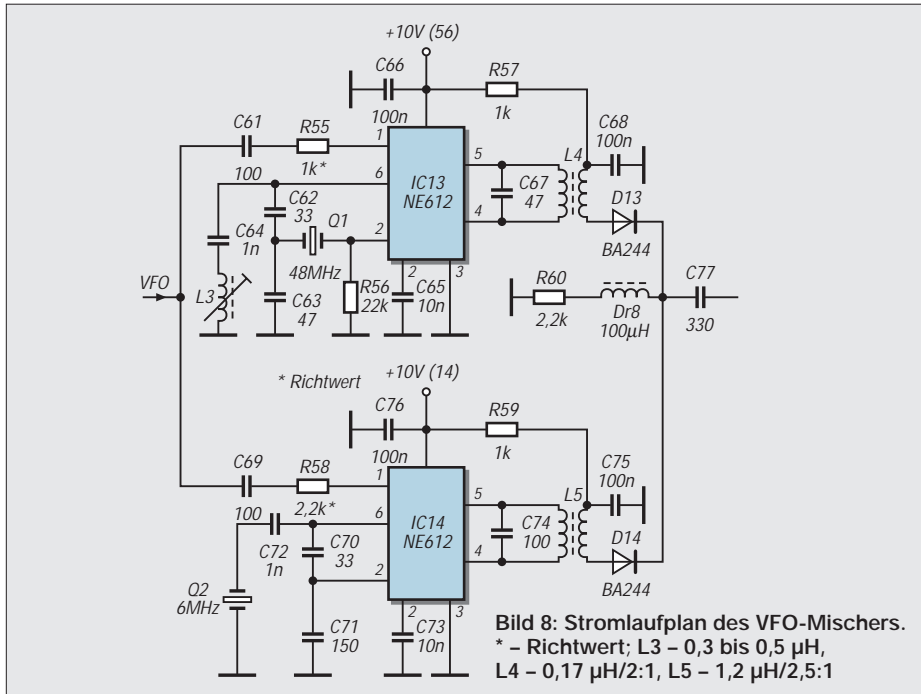 +10V (56)
C66
100n
R57
1k
C61
100
R55
1k*
1
6
2
IC13
NE612
5
4
C67
47
L4
C68
100n
D13
BA244
C62
33
C64
1n
Q1
48MHz
L3
VFO
C63
47
R56
22k
2
3
C65
10n
R60
2,2k
Dr8
100µH
C77
330
* Richtwert
+10V (14)
C76
100n
R59
1k
C69
100
R58
2,2k*
1
6
2
IC14
NE612
5
4
C74
100
L5
C75
100n
D14
BA244
C72
1n
C70
33
Q2
6MHz
C71
150
2
3
C73
10n
Bild 8: Stromlaufplan des VFO-Mischers.
* – Richtwert; L3 – 0,3 bis 0,5 µH,
L4 – 0,17 µH/2:1, L5 – 1,2 µH/2,5:1